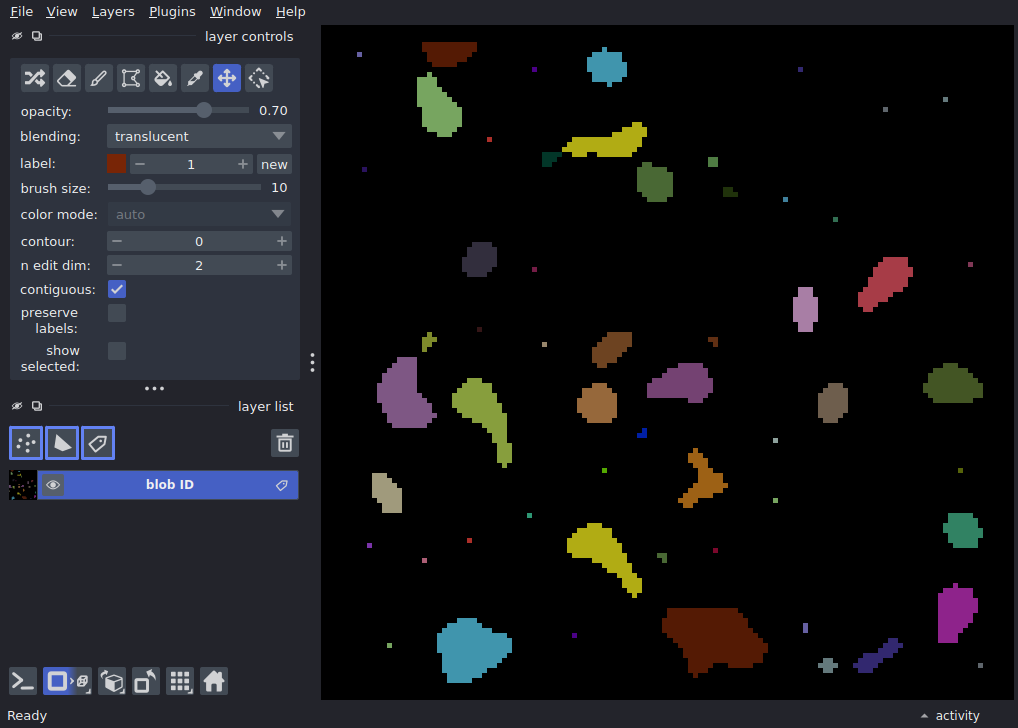 File View Layers Plugins Window Help
layer controls
opacity: 0.70
blending: translucent
label: 1 new
brush size: 10
color mode: auto
contour: 0
n edit dim: 2
contiguous:
preserve
labels:
show
selected:
layer list
blob ID
Ready activity